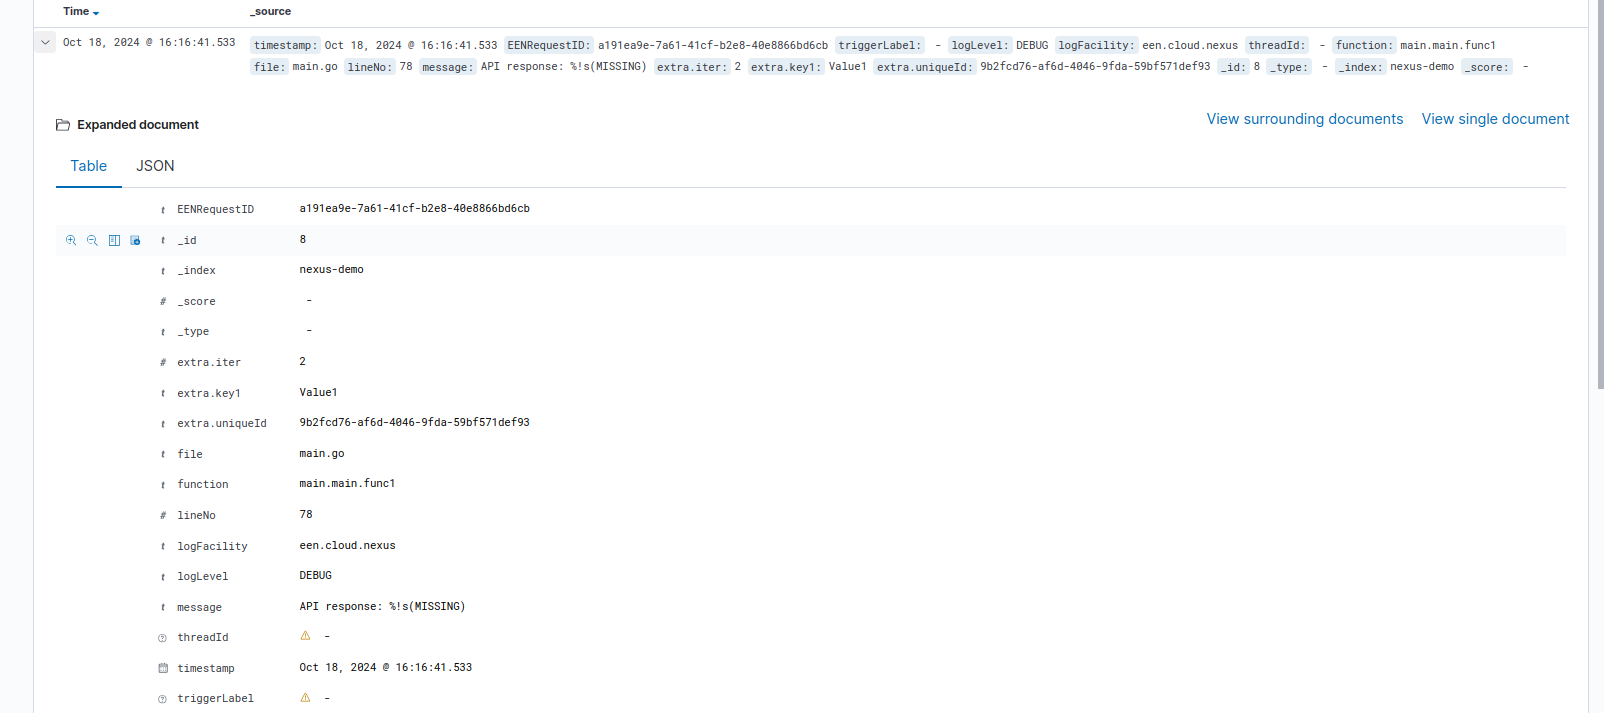 Time _source
Oct 18, 2024 @ 16:16:41.533 timestamp: Oct 18, 2024 @ 16:16:41.533 EENRequestID: a191ea9e-7a61-41cf-b2e8-40e8866bd6cb triggerLabel: - logLevel: DEBUG logFacility: een.cloud.nexus threadId: - function: main.main.func1
file: main.go lineNo: 78 message: API response: %!s(MISSING) extra.iter: 2 extra.key1: Value1 extra.uniqueId: 9b2fcd76-af6d-4046-9fda-59bf571def93 _id: 8 _type: - _index: nexus-demo _score: -
Expanded document View surrounding documents View single document
Table JSON
t EENRequestID a191ea9e-7a61-41cf-b2e8-40e8866bd6cb
t _id 8
t _index nexus-demo
# _score -
t _type -
# extra.iter 2
t extra.key1 Value1
t extra.uniqueId 9b2fcd76-af6d-4046-9fda-59bf571def93
t file main.go
t function main.main.func1
# lineNo 78
t logFacility een.cloud.nexus
t logLevel DEBUG
t message API response: %!s(MISSING)
threadId -
timestamp Oct 18, 2024 @ 16:16:41.533
triggerLabel -